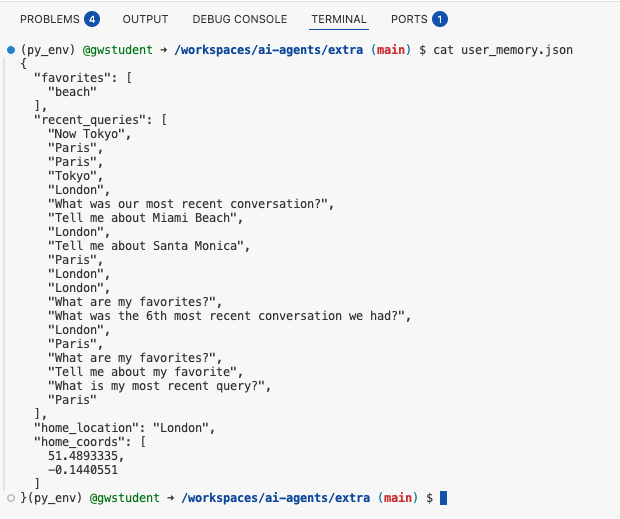 PROBLEMS 4 OUTPUT DEBUG CONSOLE TERMINAL PORTS 1
(py_env) @gwstudent → /workspaces/ai-agents/extra (main) $ cat user_memory.json
{
  "favorites": [
    "beach"
  ],
  "recent_queries": [
    "Now Tokyo",
    "Paris",
    "Paris",
    "Tokyo",
    "London",
    "What was our most recent conversation?",
    "Tell me about Miami Beach",
    "London",
    "Tell me about Santa Monica",
    "Paris",
    "London",
    "London",
    "What are my favorites?",
    "What was the 6th most recent conversation we had?",
    "London",
    "Paris",
    "What are my favorites?",
    "Tell me about my favorite",
    "What is my most recent query?",
    "Paris"
  ],
  "home_location": "London",
  "home_coords": [
    51.4893335,
    -0.1440551
  ]
}(py_env) @gwstudent → /workspaces/ai-agents/extra (main) $